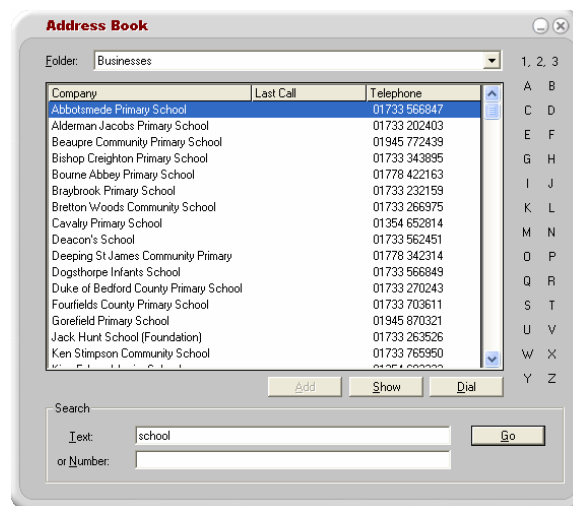 Address Book
Folder: Businesses
1, 2, 3
Company Last Call Telephone
A B
Abbotsmede Primary School 01733 566847
C D
Alderman Jacobs Primary School 01733 202403
E F
Beaupre Community Primary School 01945 772439
Bishop Creighton Primary School 01733 343895
G H
Bourne Abbey Primary School 01778 422163
I J
Braybrook Primary School 01733 232159
K L
Bretton Woods Community School 01733 266975
Cavalry Primary School 01354 652814
M N
Deacon's School 01733 562451
O P
Deeping St James Community Primary 01778 342314
Dogsthorpe Infants School 01733 566849
Q R
Duke of Bedford County Primary School 01733 270243
S T
Fourfields County Primary School 01733 703611
Gorefield Primary School 01945 870321
U V
Jack Hunt School (Foundation) 01733 263526
W X
Ken Stimpson Community School 01733 765950
Y Z
Add Show Dial
Search
Text: school Go
or Number: